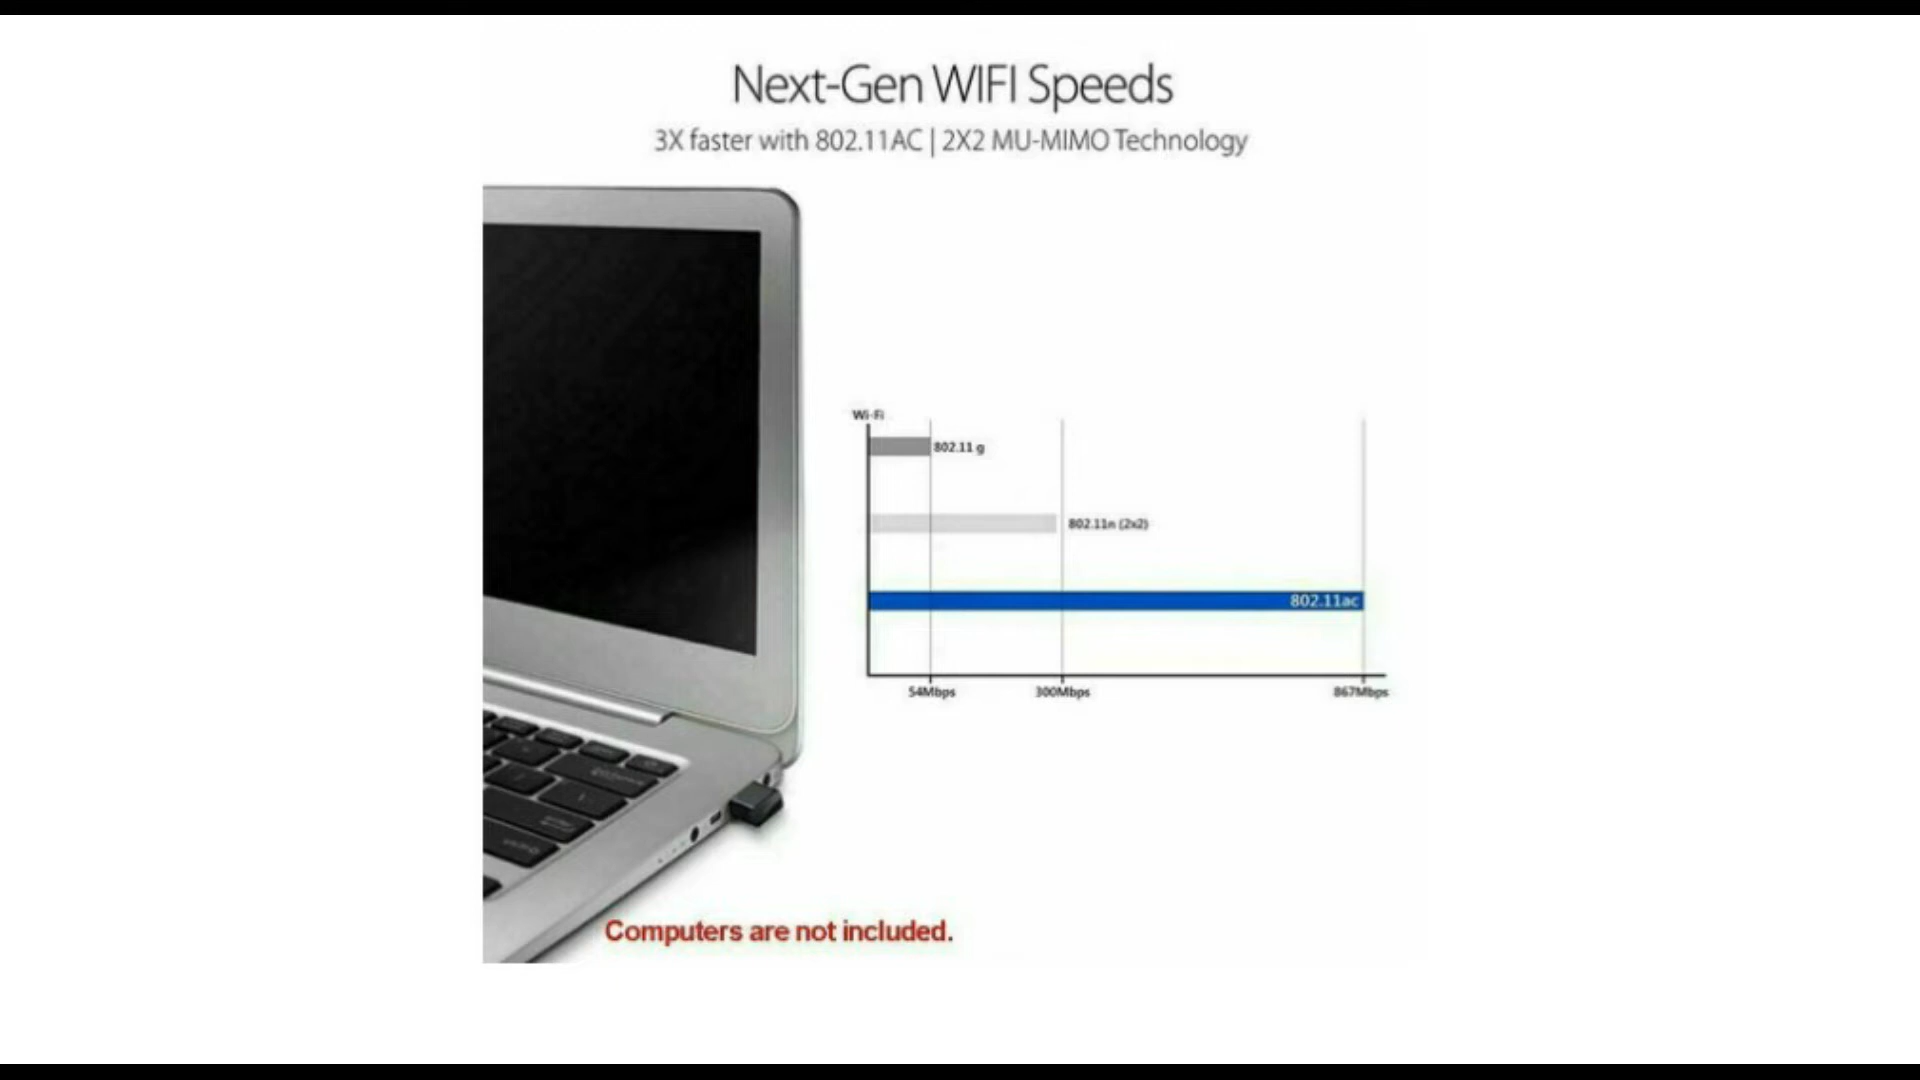 Next-Gen WIFI Speeds
3X faster with 802.11AC | 2X2 MU-MIMO Technology
Wi-Fi
802.11 g
802.11n (2x2)
802.11ac
54Mbps
300Mbps
867Mbps
Computers are not included.